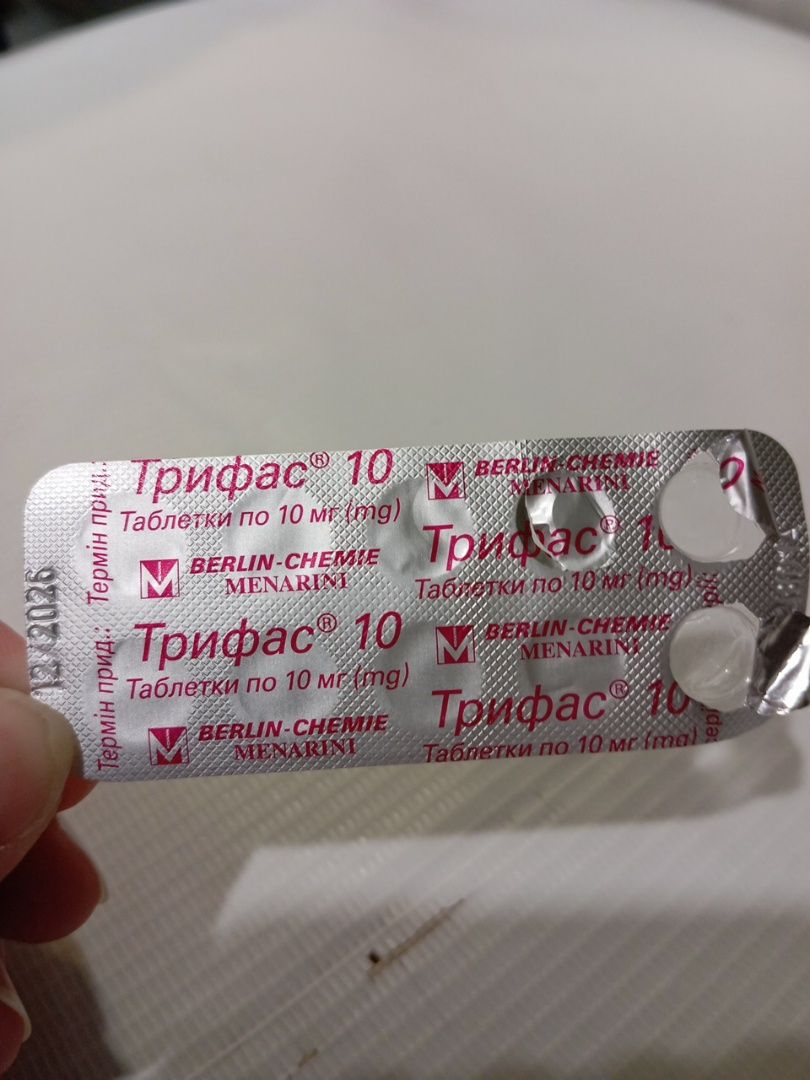 Термін прид.:
12/2026
Трифас® 10
Таблетки по 10 мг (mg)
BERLIN-CHEMIE
MENARINI
Трифас® 10
Таблетки по 10 мг (mg)
BERLIN-CHEMIE
MENARINI
Термін прид.:
BERLIN-CHEMIE
MENARINI
Трифас® 10
Таблетки по 10 мг (mg)
BERLIN-CHEMIE
MENARINI
Трифас® 10
Таблетки по 10 мг (mg)